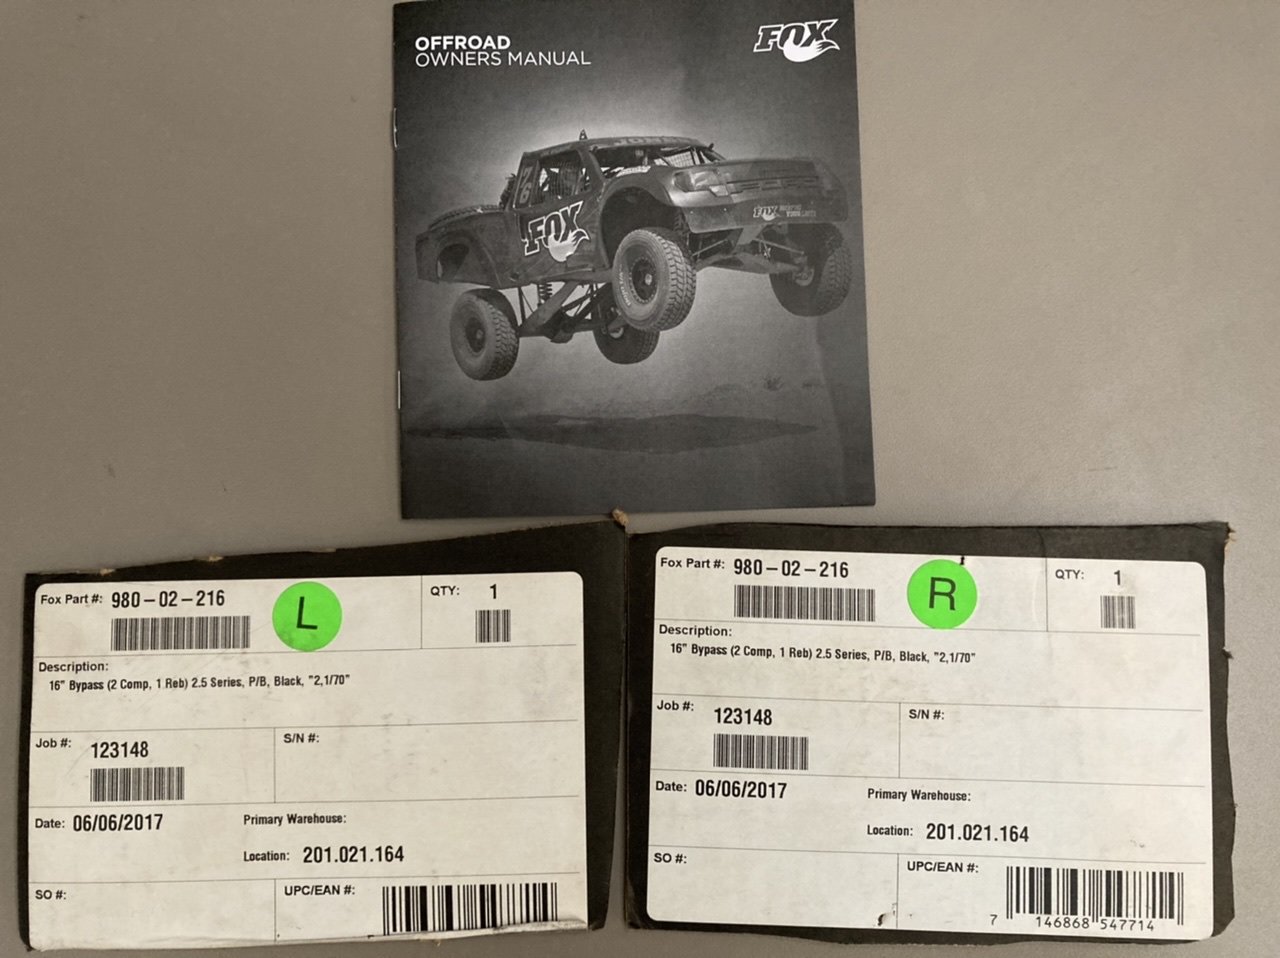 OFFROAD
OWNERS MANUAL
FOX
76
FOX
FOX
Fox Part #: 980-02-216
L
QTY: 1
Description:
16" Bypass (2 Comp, 1 Reb) 2.5 Series, P/B, Black, "2,1/70"
Job #: 123148
S/N #:
Date: 06/06/2017
Primary Warehouse:
Location: 201.021.164
SO #:
UPC/EAN #:
Fox Part #: 980-02-216
R
QTY: 1
Description:
16" Bypass (2 Comp, 1 Reb) 2.5 Series, P/B, Black, "2,1/70"
Job #: 123148
S/N #:
Date: 06/06/2017
Primary Warehouse:
Location: 201.021.164
SO #:
UPC/EAN #:
7 146868 547714